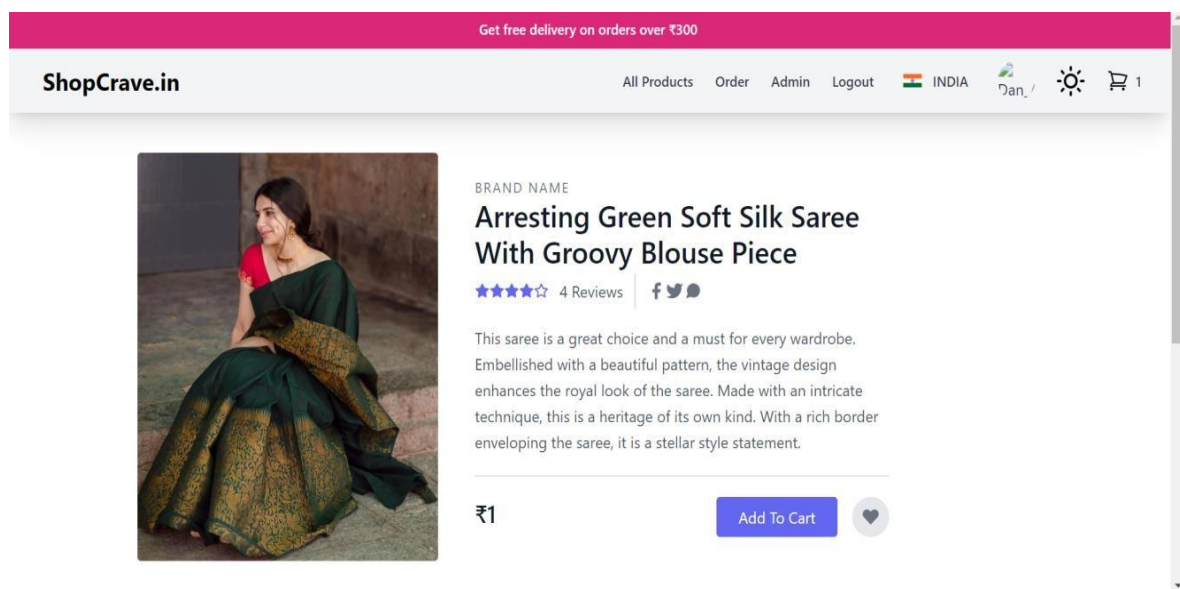 Get free delivery on orders over ₹300
ShopCrave.in
All Products Order Admin Logout INDIA Dan_ 1
BRAND NAME
Arresting Green Soft Silk Saree
With Groovy Blouse Piece
4 Reviews
This saree is a great choice and a must for every wardrobe.
Embellished with a beautiful pattern, the vintage design
enhances the royal look of the saree. Made with an intricate
technique, this is a heritage of its own kind. With a rich border
enveloping the saree, it is a stellar style statement.
₹1
Add To Cart